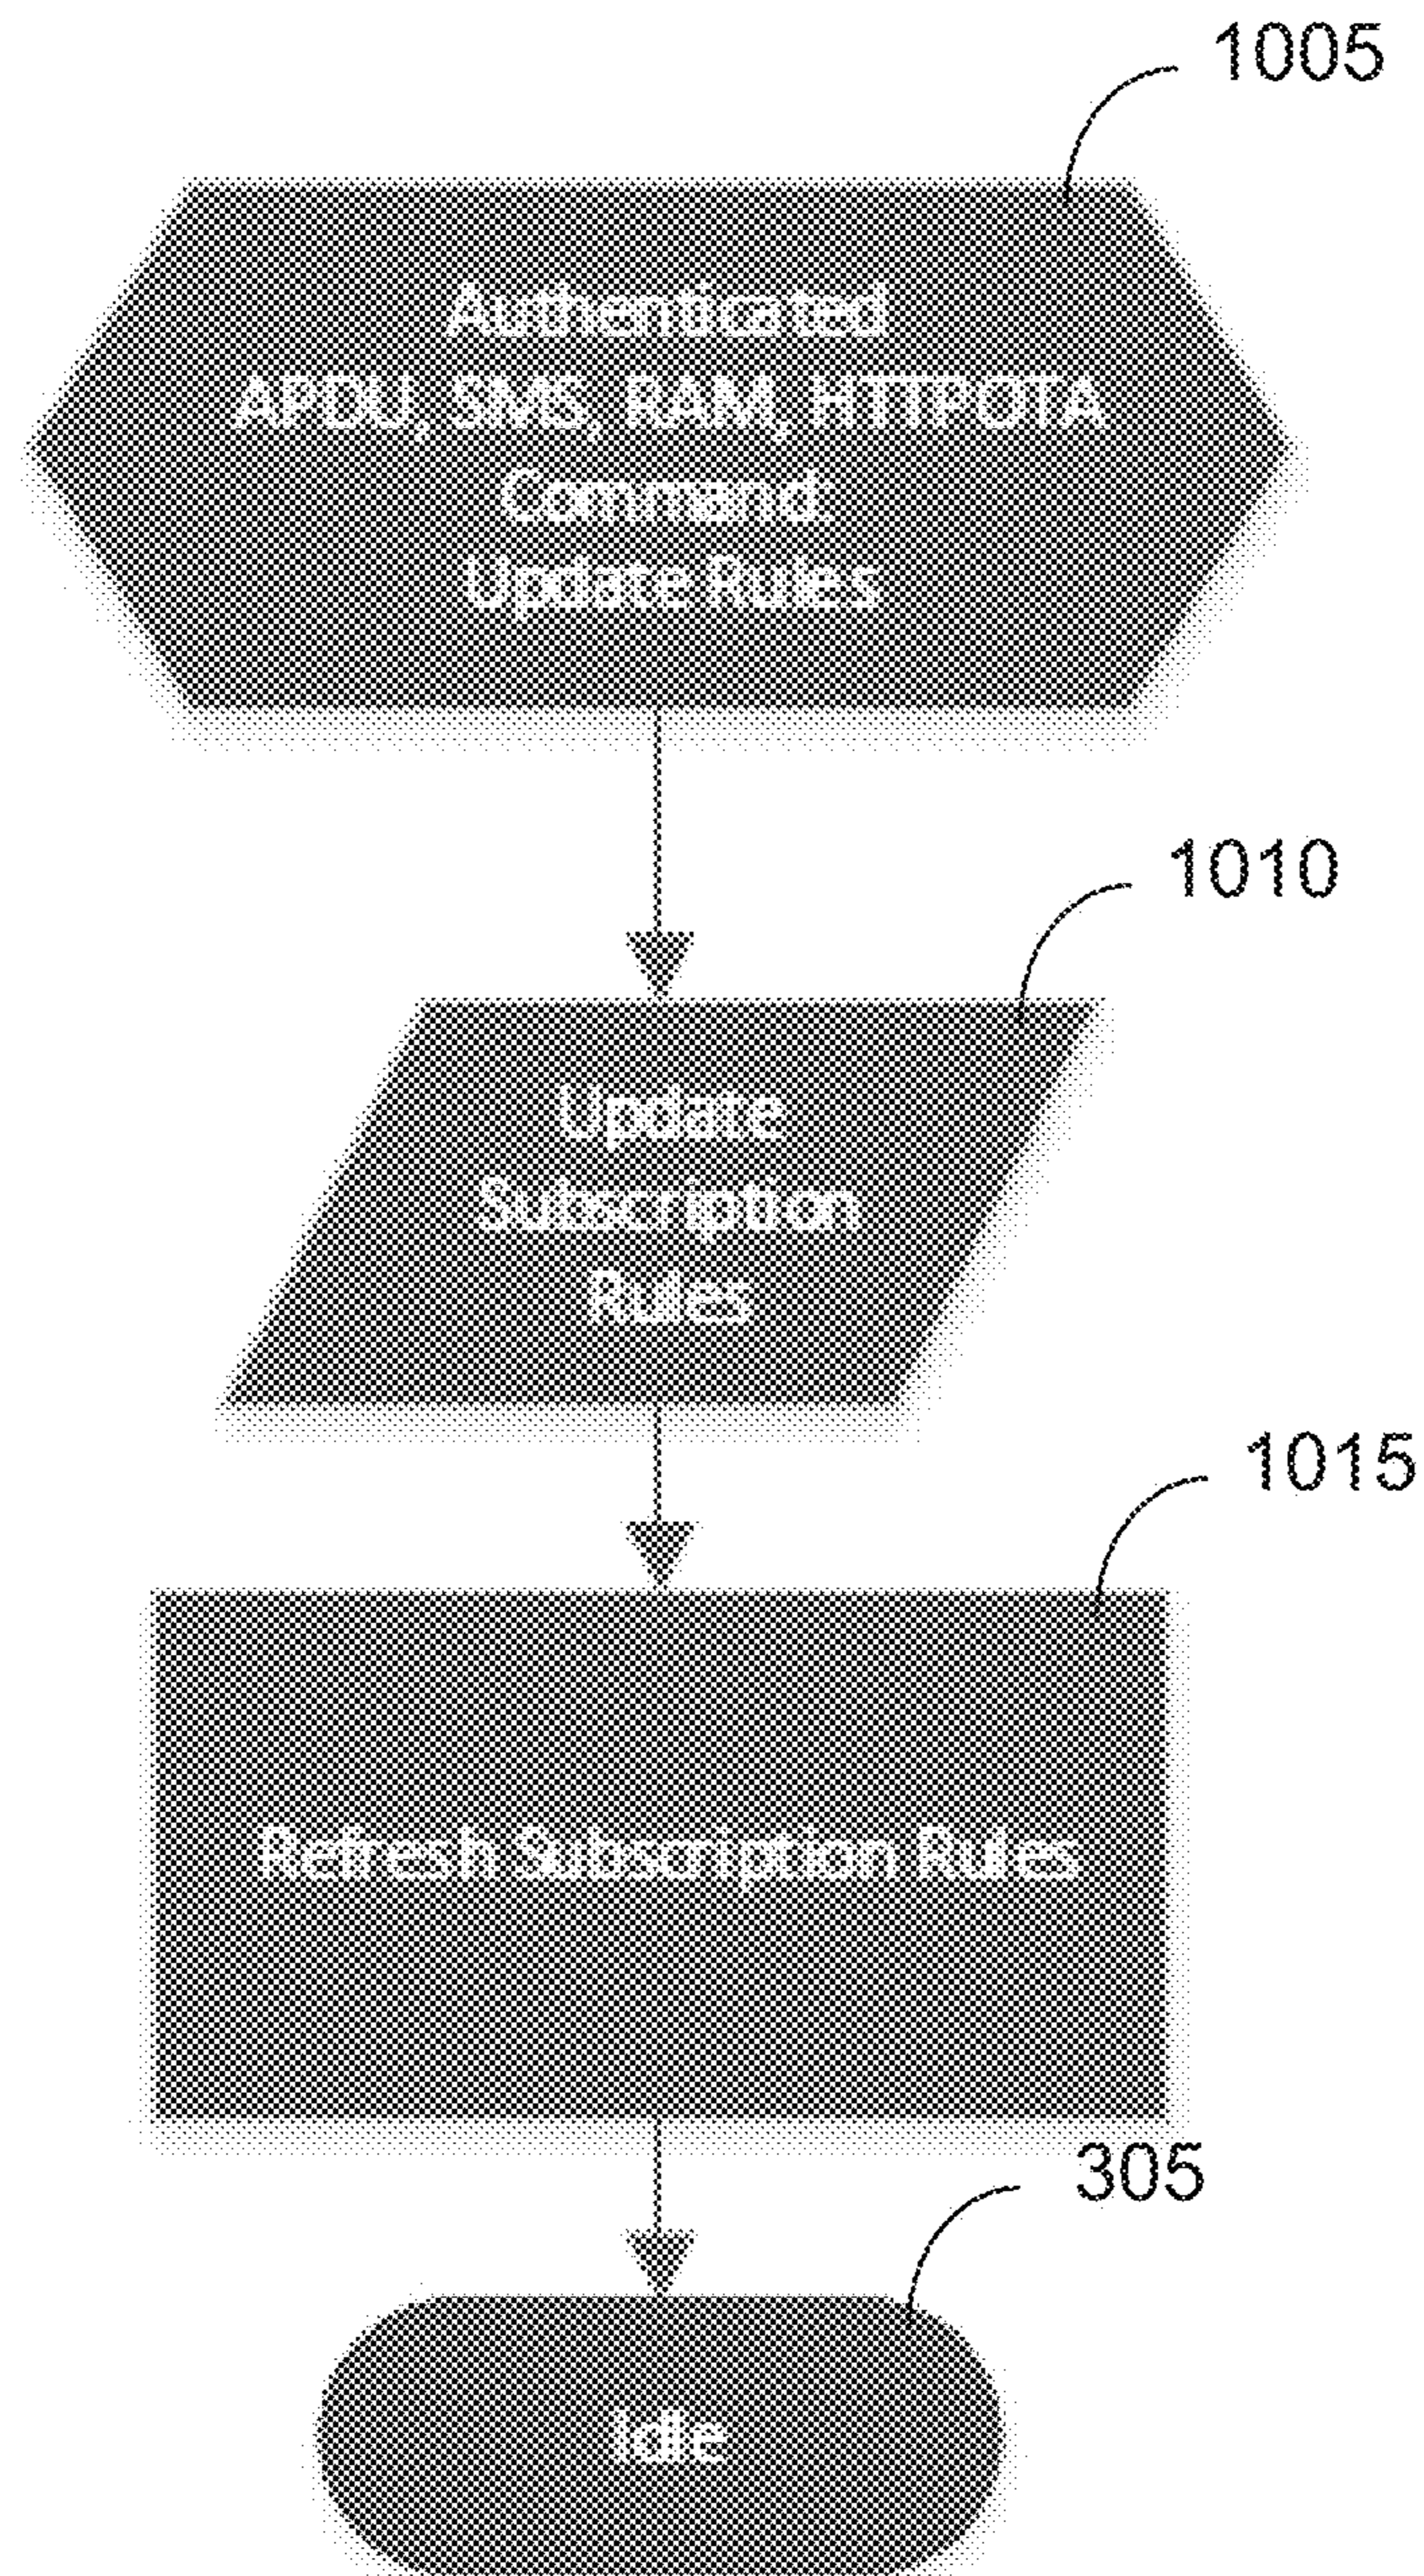 1005
Authenticated
APDU, SMS, RAM, HTTPOTA
Command:
Update Rules
1010
Update
Subscription
Rules
1015
Refresh Subscription Rules
305
Idle